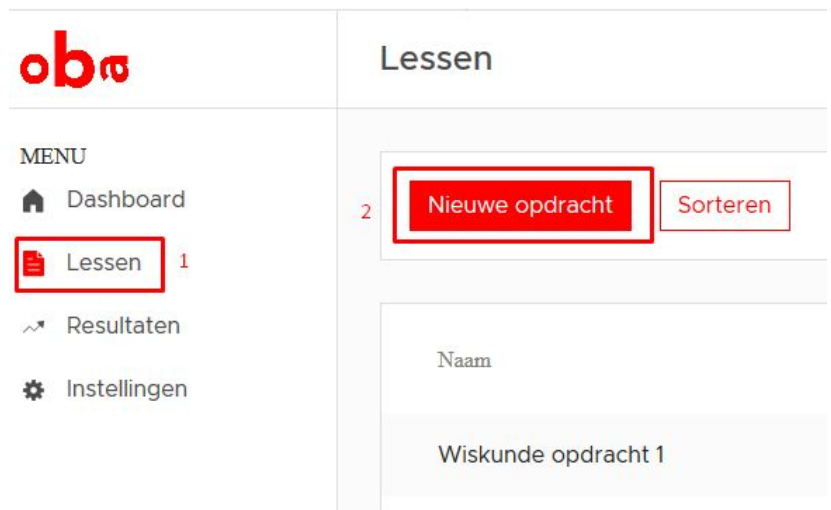 oba
Lessen
MENU
Dashboard
Lessen 1
Resultaten
Instellingen
2 Nieuwe opdracht Sorteren
Naam
Wiskunde opdracht 1